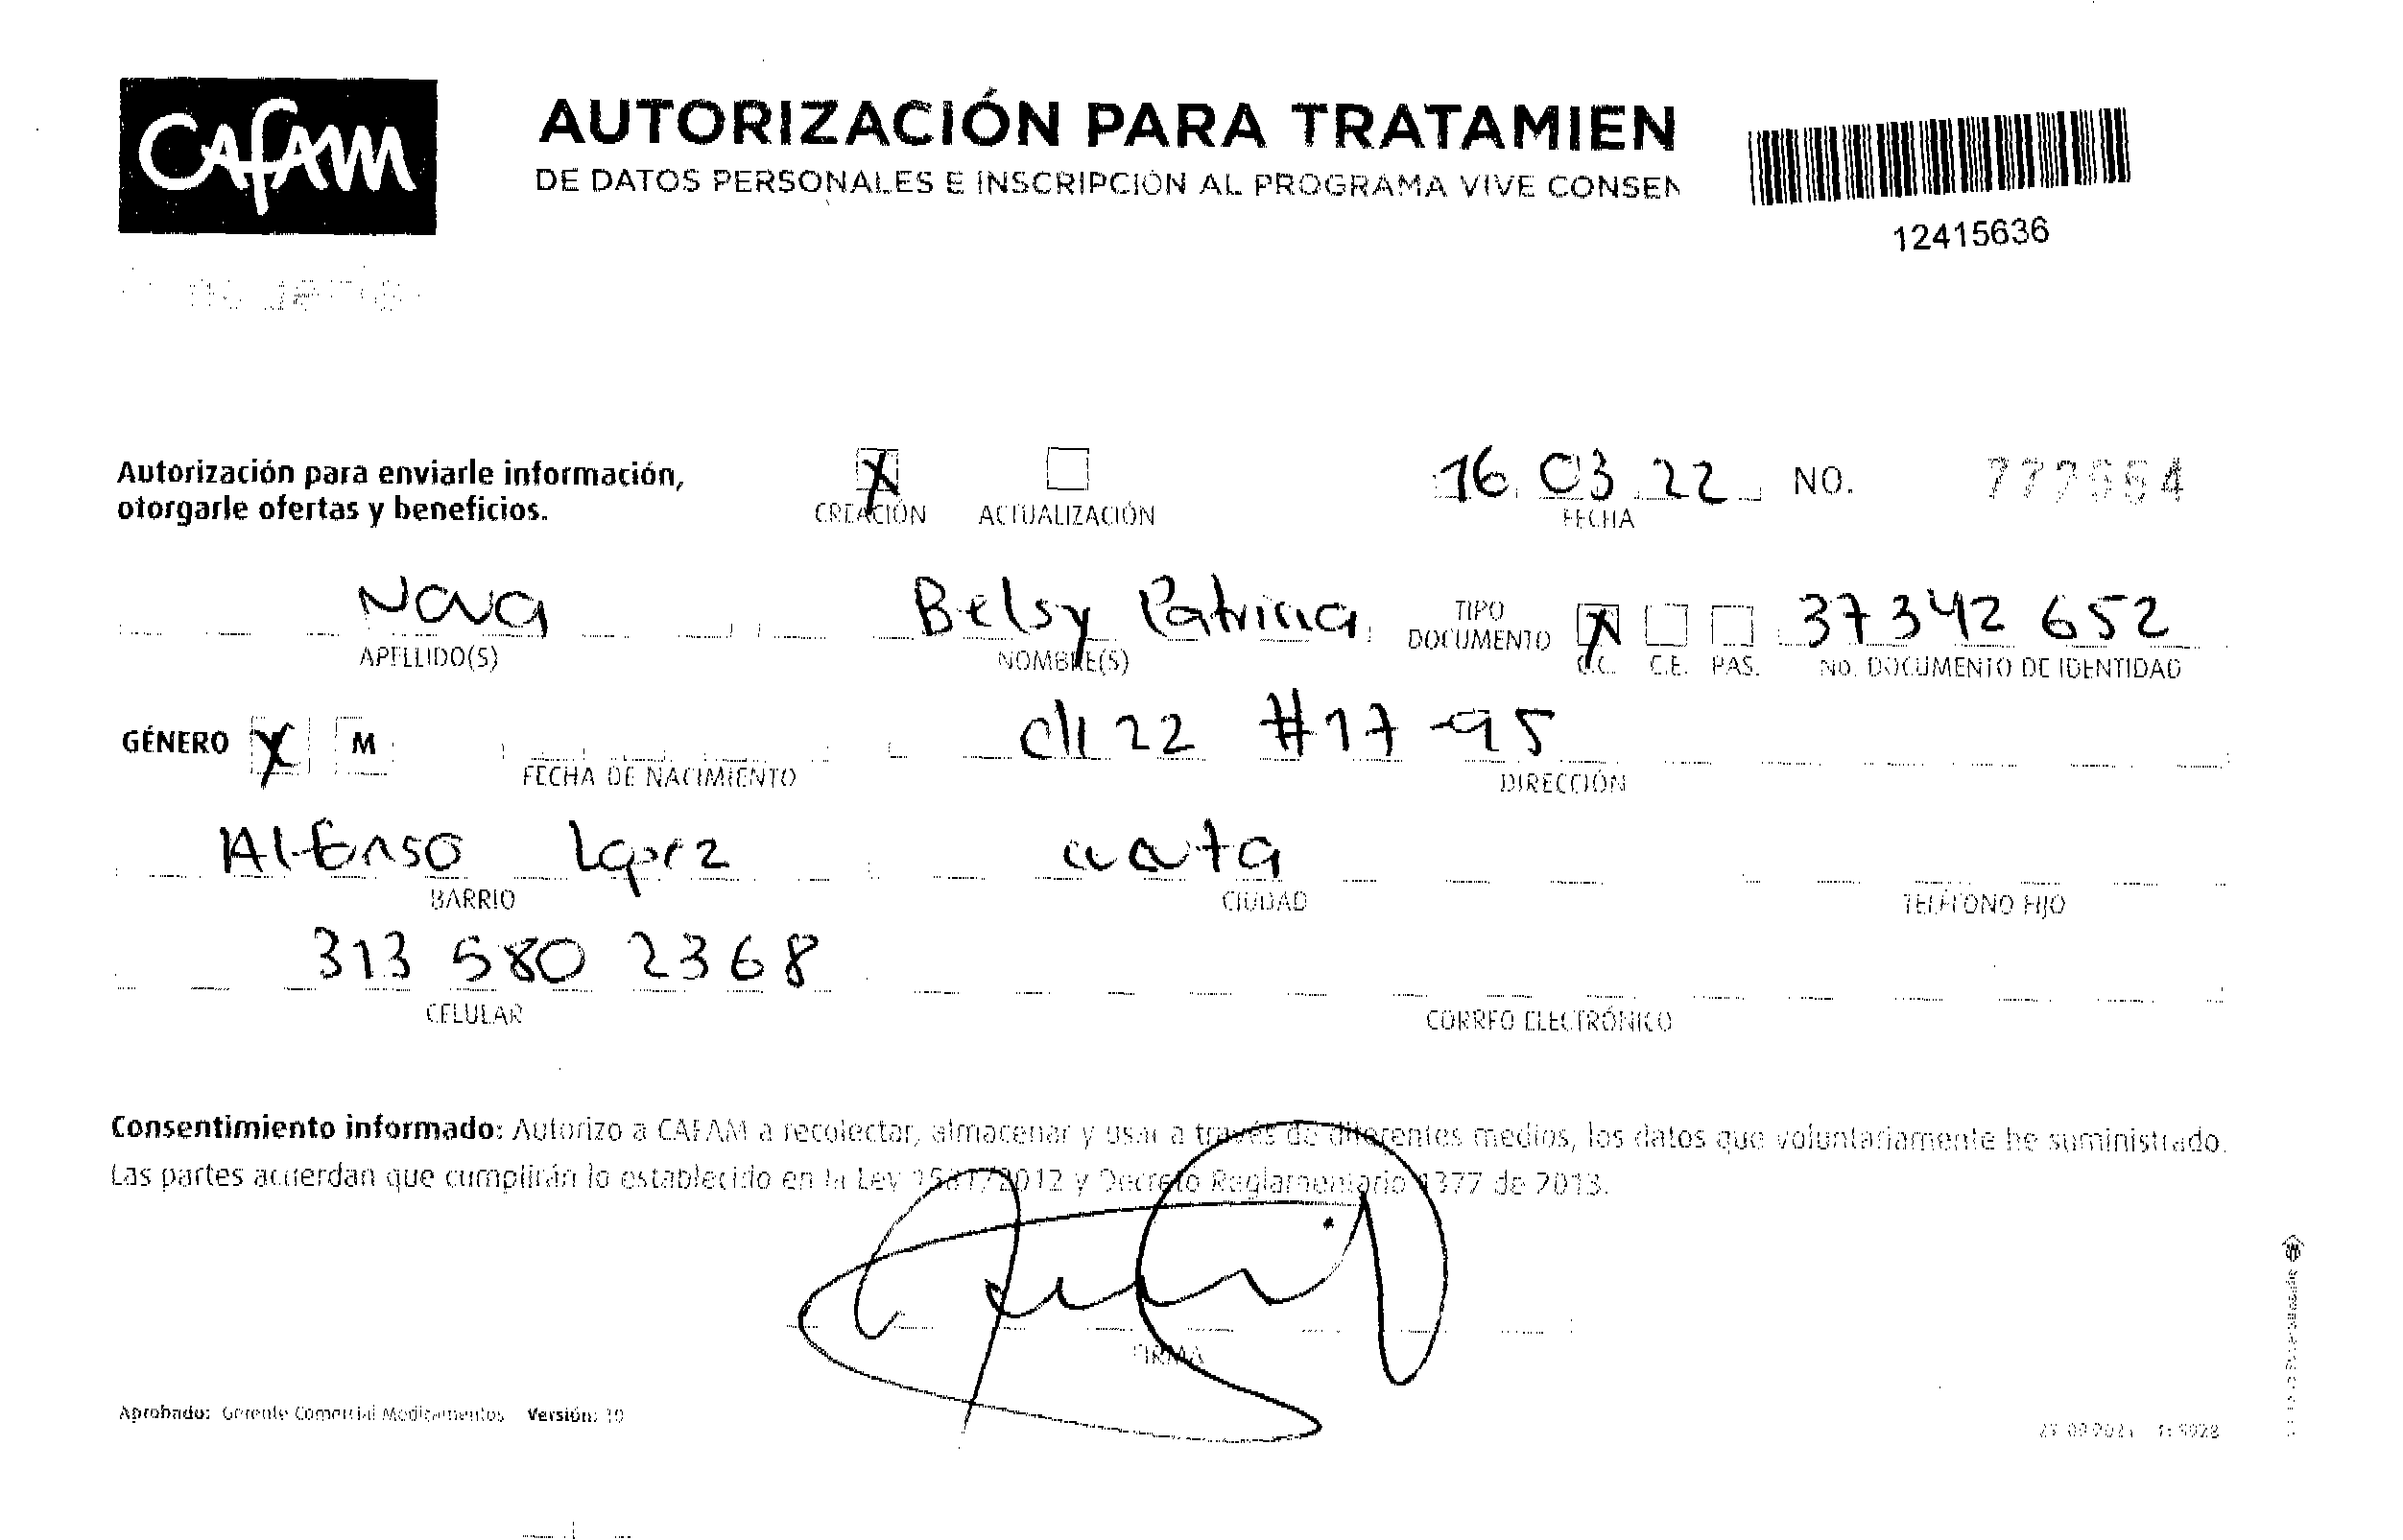 CAFAM
AUTORIZACIÓN PARA TRATAMIEN
DE DATOS PERSONALES E INSCRIPCIÓN AL PROGRAMA VIVE CONSEN
12415636
Autorización para enviarle información,
otorgarle ofertas y beneficios.
X CREACIÓN ACTUALIZACIÓN
16 03 22 NO.
FECHA
Nova Belsy Patricia TIPO DOCUMENTO X 37342 652
APELLIDO(S) NOMBRE(S) C.C. C.E. PAS. No. DOCUMENTO DE IDENTIDAD
GÉNERO X M cll 22 #17-95
FECHA DE NACIMIENTO DIRECCIÓN
Alfonso Lopez
BARRIO CIUDAD TELÉFONO FIJO
313 580 2368
CELULAR CORREO ELECTRÓNICO
Consentimiento informado: Autorizo a CAFAM a recolectar, almacenar y usar a través de diferentes medios, los datos que voluntariamente he suministrado.
Las partes acuerdan que cumplirán lo establecido en la Ley 1581/2012 y Decreto Reglamentario 1377 de 2013.
FIRMA
Aprobado: Gerente Comercial Medicamentos Versión: 10